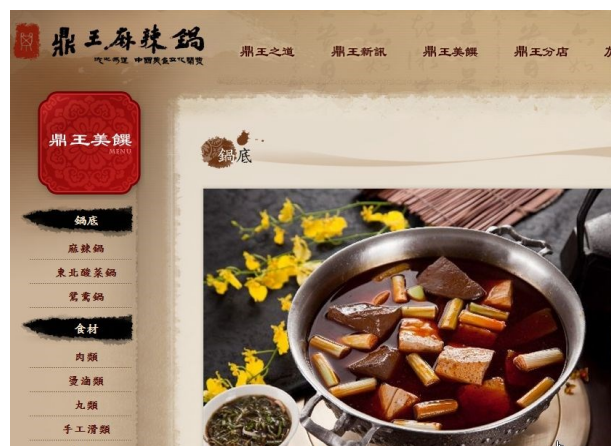 鼎王麻辣鍋
鼎王之道 鼎王新訊 鼎王美饌 鼎王分店
鼎王美饌
MENU
鍋底
鍋底
麻辣鍋
東北酸菜鍋
鴛鴦鍋
食材
肉類
燙滷類
丸類
手工滑類